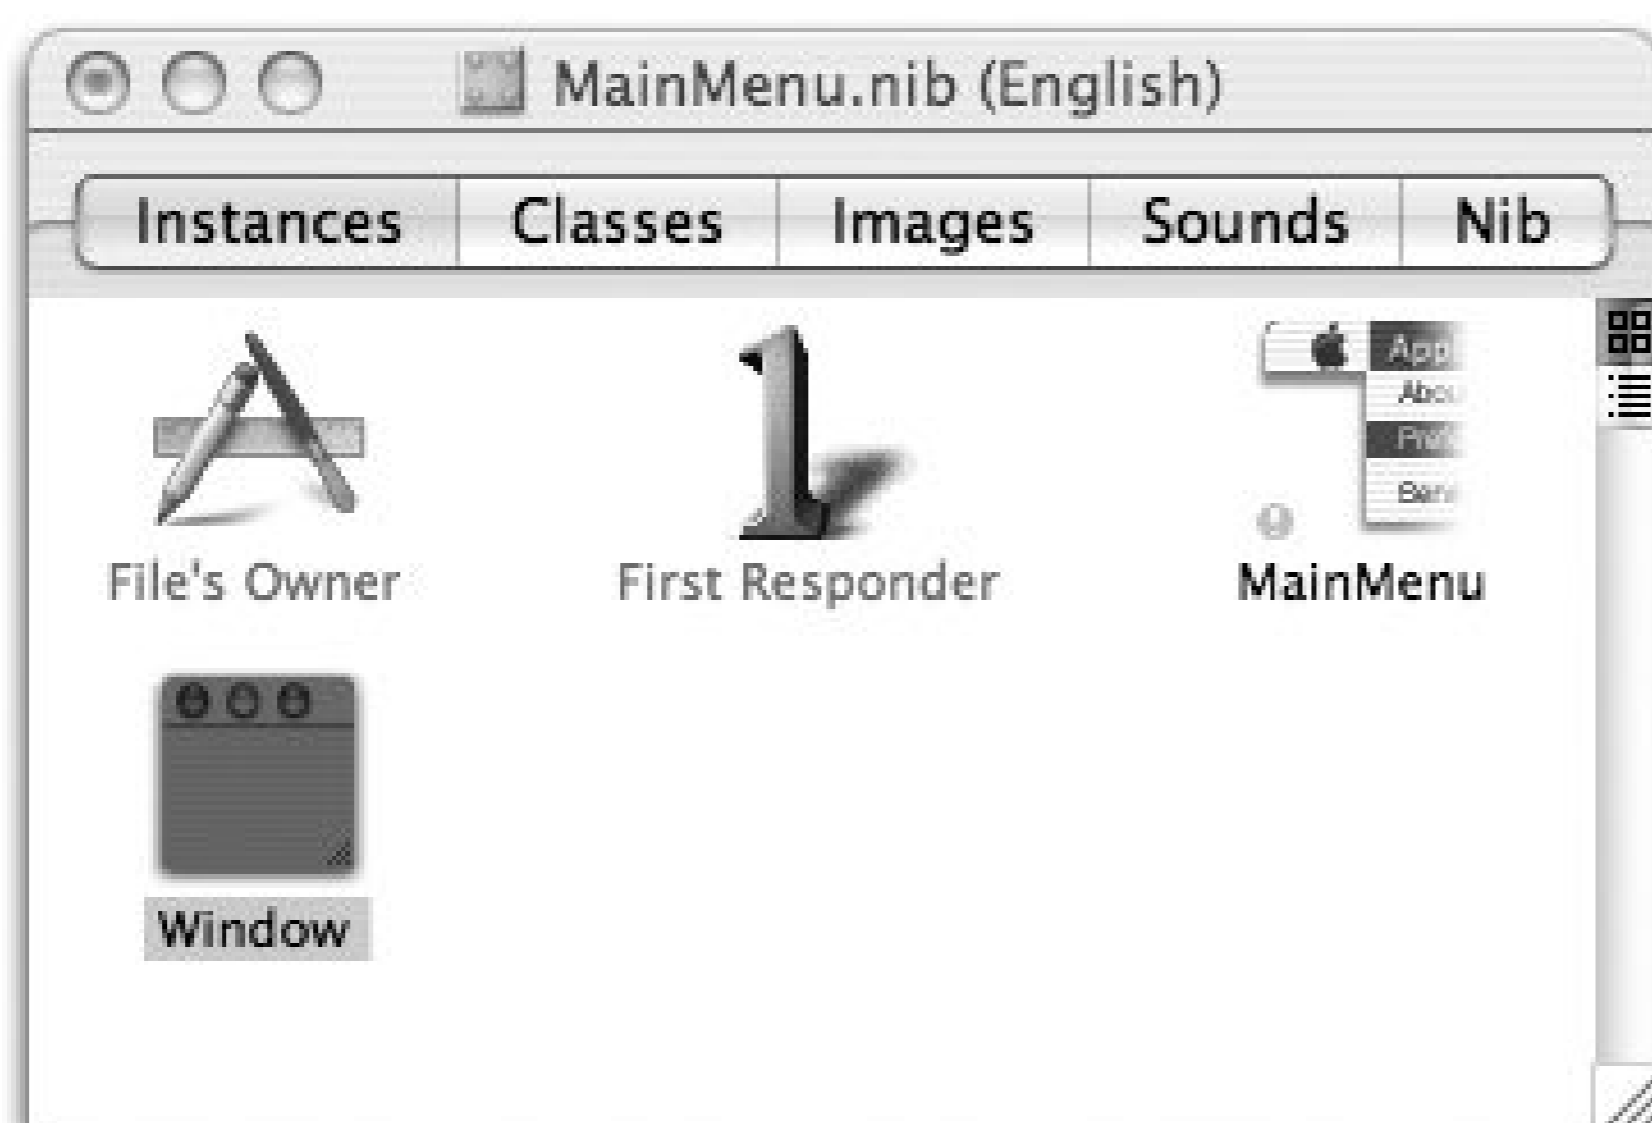 MainMenu.nib (English)
Instances Classes Images Sounds Nib
File's Owner First Responder MainMenu
Window